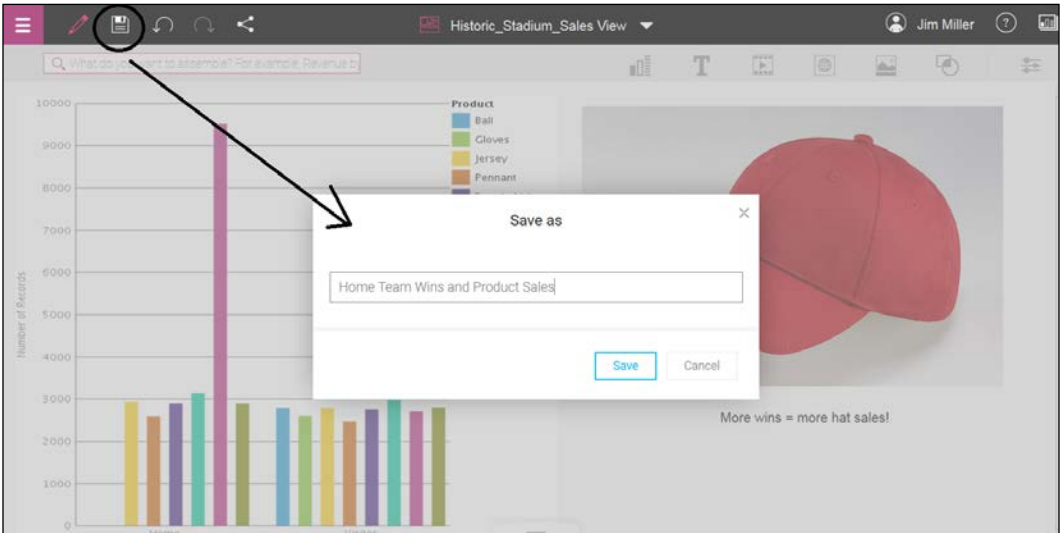 Historic_Stadium_Sales View
Jim Miller
?
What do you want to assemble? For example, Revenue by
T
10000
9000
8000
7000
6000
5000
4000
3000
2000
1000
0
Number of Records
Product
Ball
Gloves
Jersey
Pennant
Save as
Home Team Wins and Product Sales
Save
Cancel
More wins = more hat sales!
Home